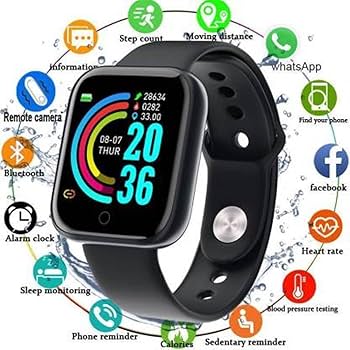 Step count
Moving distance
information
whatsApp
Remote camera
Find your phone
28634
0282
33.00
08-07
THUR
20
36
Bluetooth
facebook
Alarm clock
Heart rate
Sleep monitoring
Blood pressure testing
Phone reminder
Sedentary reminder
Calories